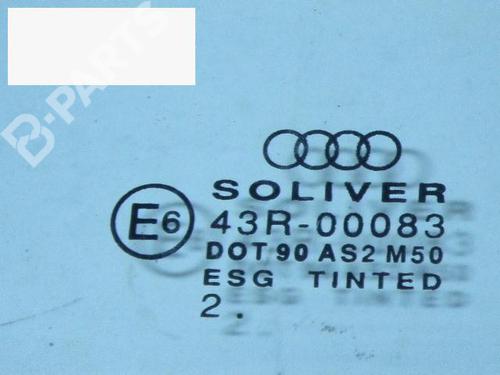 B-PARTS
SOLIVER
E6 43R-00083
DOT 90 AS2 M50
ESG TINTED
2.